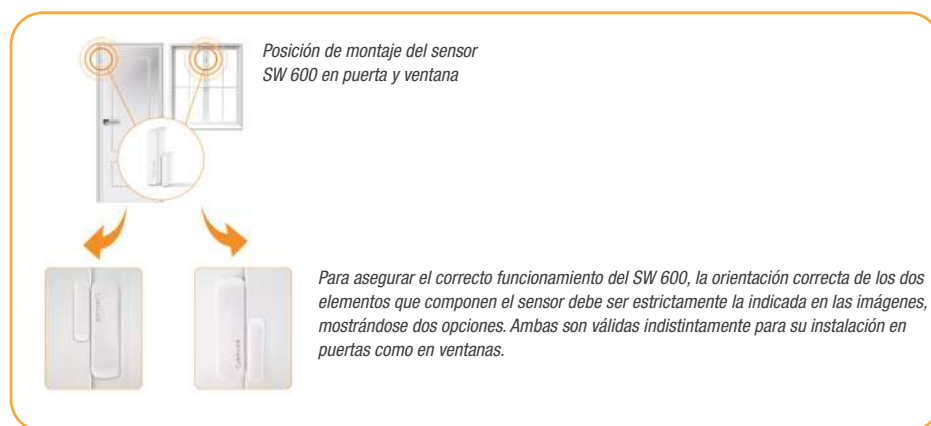 Posición de montaje del sensor
SW 600 en puerta y ventana
Para asegurar el correcto funcionamiento del SW 600, la orientación correcta de los dos
elementos que componen el sensor debe ser estrictamente la indicada en las imágenes,
mostrándose dos opciones. Ambas son válidas indistintamente para su instalación en
puertas como en ventanas.